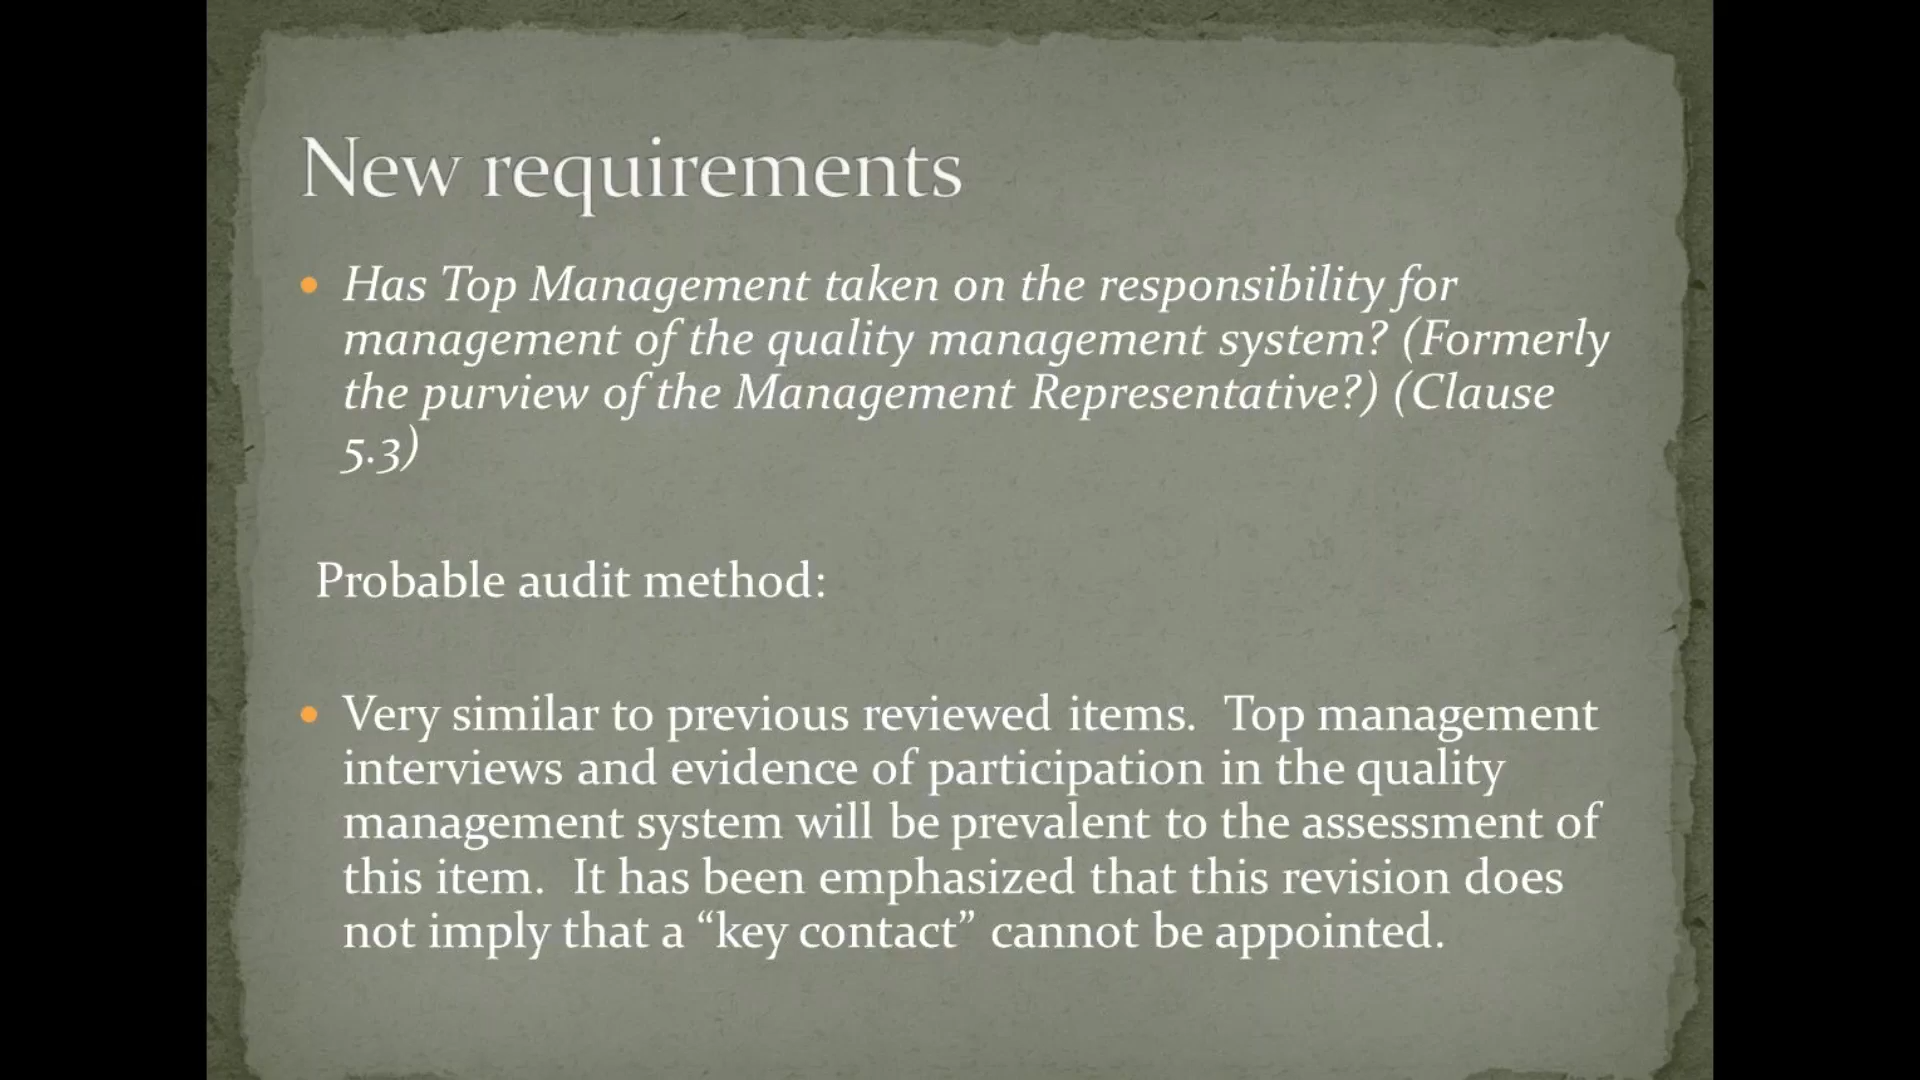 New requirements
• Has Top Management taken on the responsibility for
management of the quality management system? (Formerly
the purview of the Management Representative?) (Clause
5.3)
Probable audit method:
• Very similar to previous reviewed items.  Top management
interviews and evidence of participation in the quality
management system will be prevalent to the assessment of
this item.  It has been emphasized that this revision does
not imply that a “key contact” cannot be appointed.